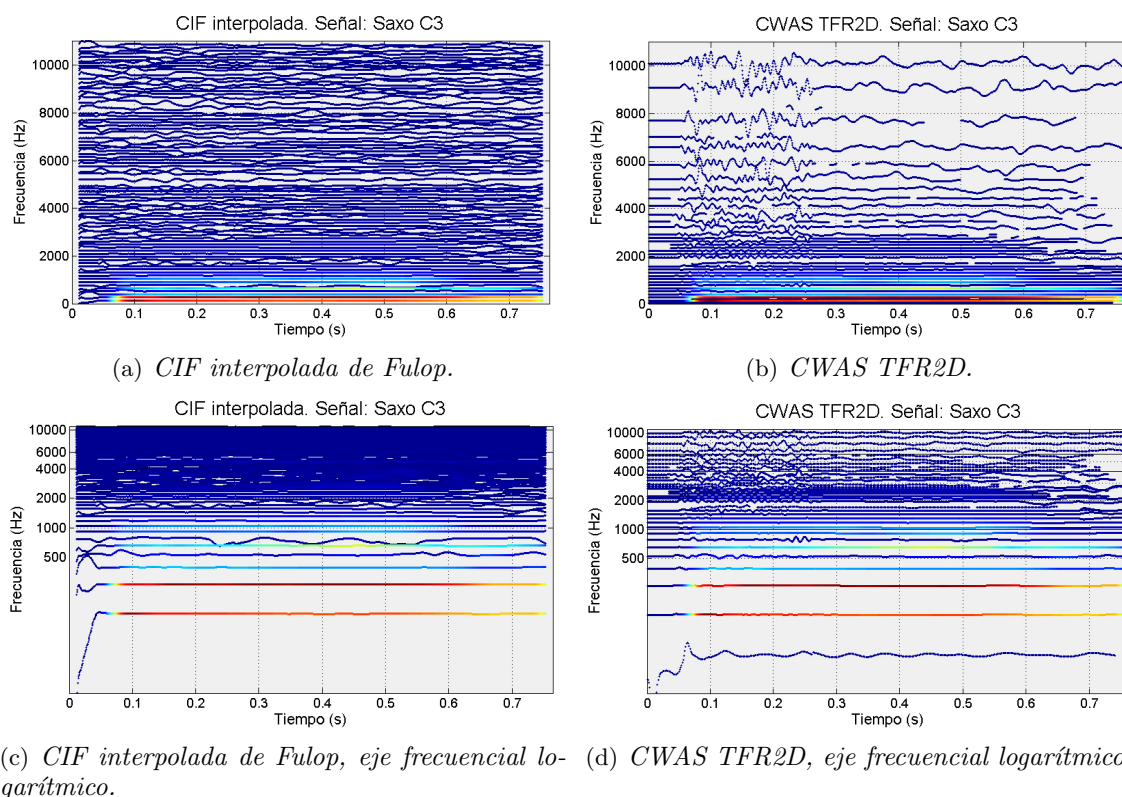 CIF interpolada. Señal: Saxo C3
10000
8000
6000
4000
2000
0
Frecuencia (Hz)
0 0.1 0.2 0.3 0.4 0.5 0.6 0.7
Tiempo (s)
(a) CIF interpolada de Fulop.
CWAS TFR2D. Señal: Saxo C3
10000
8000
6000
4000
2000
0
Frecuencia (Hz)
0 0.1 0.2 0.3 0.4 0.5 0.6 0.7
Tiempo (s)
(b) CWAS TFR2D.
CIF interpolada. Señal: Saxo C3
10000
6000
4000
2000
1000
500
Frecuencia (Hz)
0 0.1 0.2 0.3 0.4 0.5 0.6 0.7
Tiempo (s)
(c) CIF interpolada de Fulop, eje frecuencial lo-
garítmico.
CWAS TFR2D. Señal: Saxo C3
10000
6000
4000
2000
1000
500
Frecuencia (Hz)
0 0.1 0.2 0.3 0.4 0.5 0.6 0.7
Tiempo (s)
(d) CWAS TFR2D, eje frecuencial logarítmico